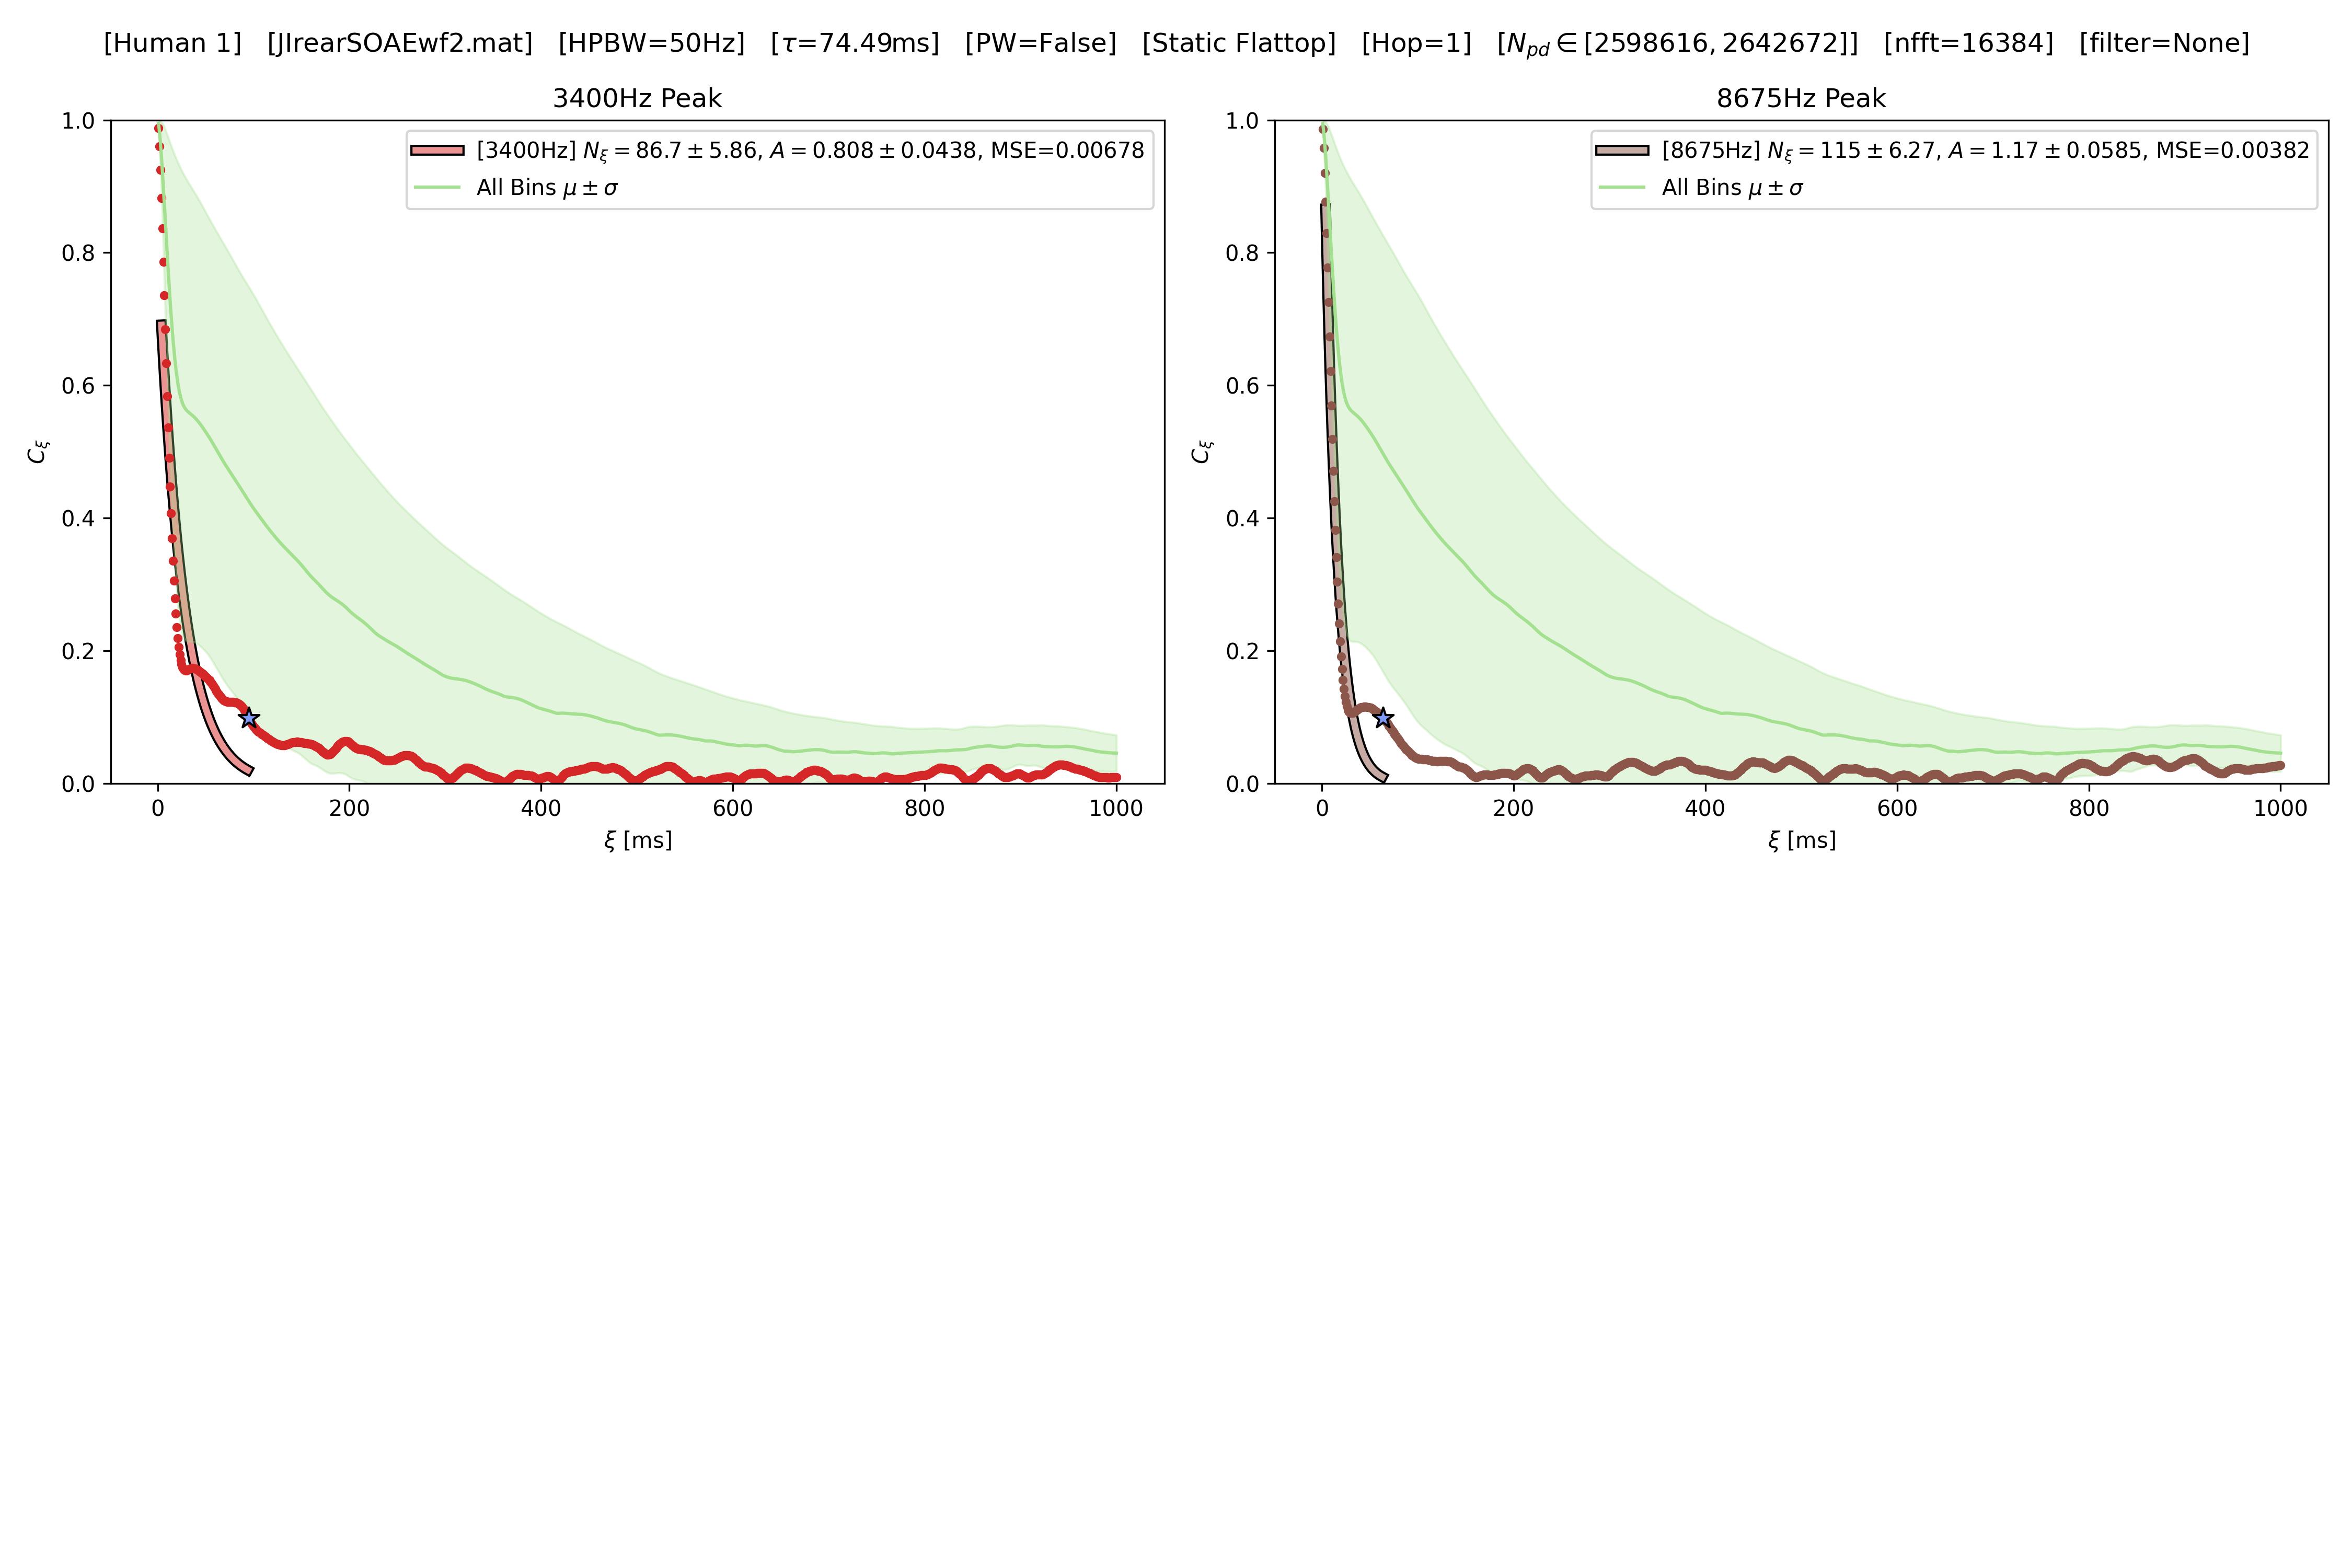 [Human 1] [JIrearSOAEwf2.mat] [HPBW=50Hz] [τ=74.49ms] [PW=False] [Static Flattop] [Hop=1] [N_pd ∈ [2598616, 2642672]] [nfft=16384] [filter=None]
3400Hz Peak
[3400Hz] N_ξ = 86.7 ± 5.86, A = 0.808 ± 0.0438, MSE=0.00678
All Bins μ ± σ
C_ξ
1.0
0.8
0.6
0.4
0.2
0.0
0 200 400 600 800 1000
ξ [ms]
8675Hz Peak
[8675Hz] N_ξ = 115 ± 6.27, A = 1.17 ± 0.0585, MSE=0.00382
All Bins μ ± σ
C_ξ
1.0
0.8
0.6
0.4
0.2
0.0
0 200 400 600 800 1000
ξ [ms]